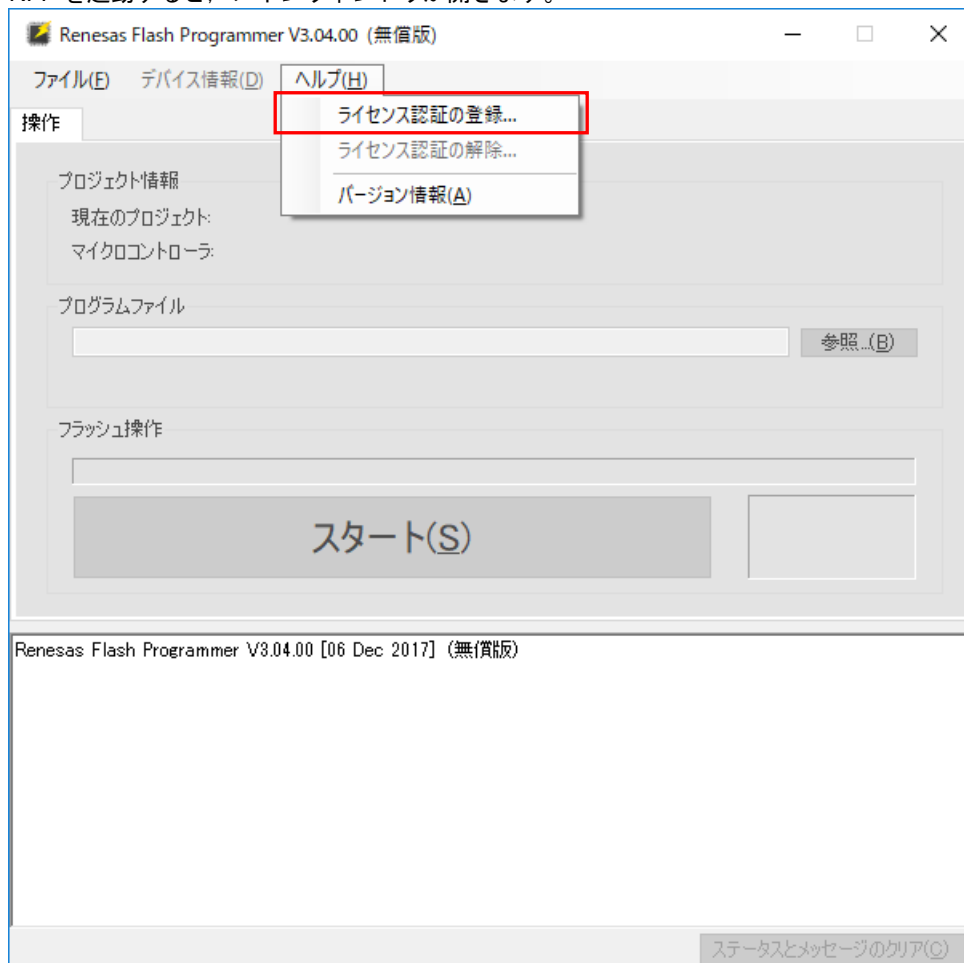 Renesas Flash Programmer V3.04.00 (無償版)
ファイル(F) デバイス情報(D) ヘルプ(H)
ライセンス認証の登録...
操作
ライセンス認証の解除...
バージョン情報(A)
プロジェクト情報
現在のプロジェクト:
マイクロコントローラ:
プログラムファイル
参照...(B)
フラッシュ操作
スタート(S)
Renesas Flash Programmer V3.04.00 [06 Dec 2017] (無償版)
ステータスとメッセージのクリア(C)